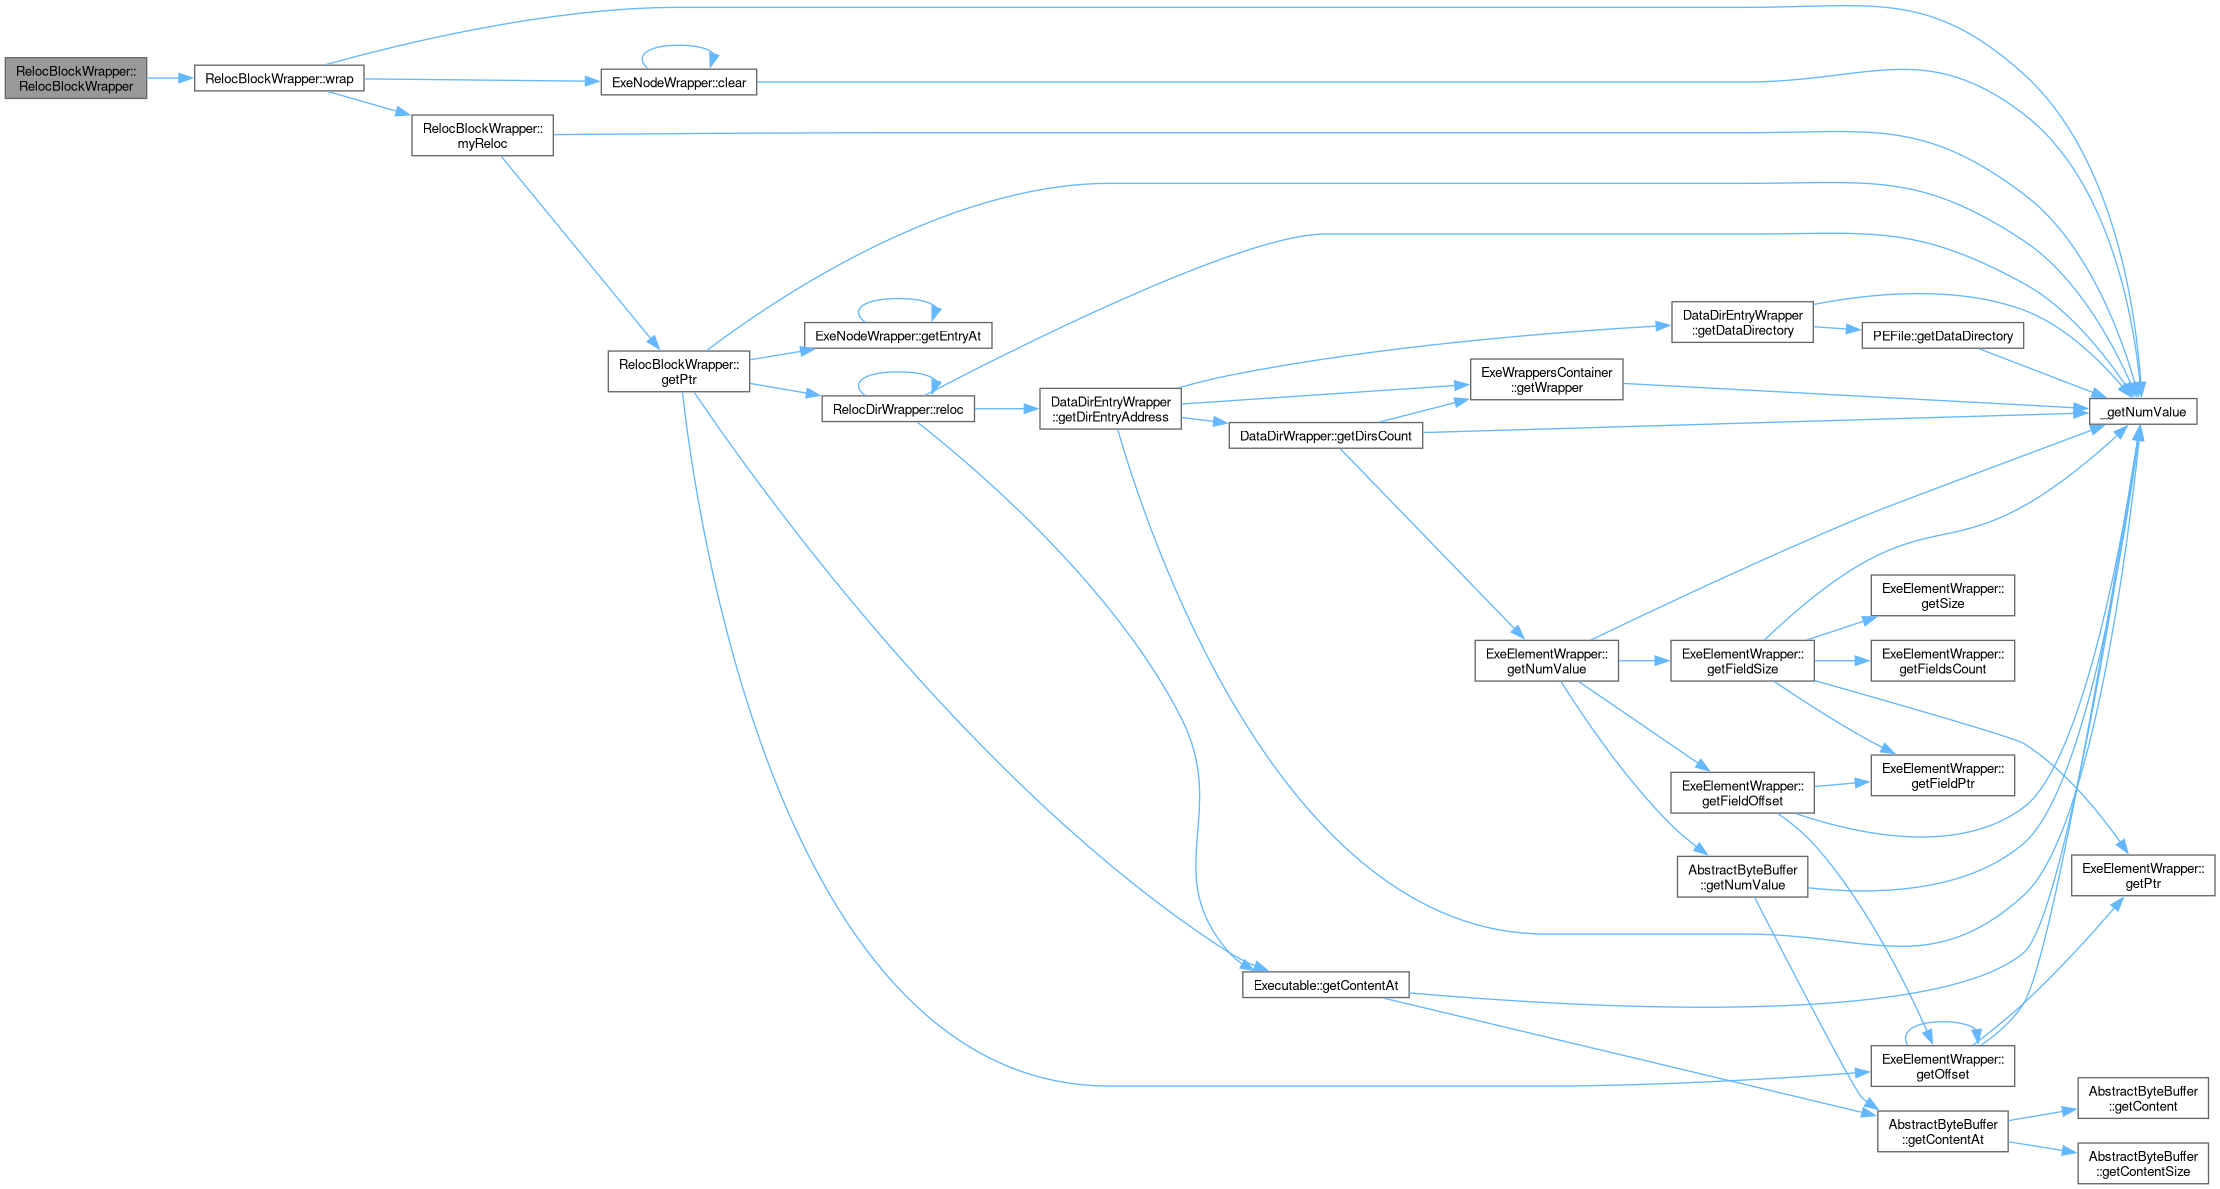 RelocBlockWrapper::
RelocBlockWrapper
RelocBlockWrapper::wrap
ExeNodeWrapper::clear
RelocBlockWrapper::
myReloc
RelocBlockWrapper::
getPtr
ExeNodeWrapper::getEntryAt
RelocDirWrapper::reloc
DataDirEntryWrapper
::getDirEntryAddress
DataDirWrapper::getDirsCount
ExeWrappersContainer
::getWrapper
DataDirEntryWrapper
::getDataDirectory
PEFile::getDataDirectory
_getNumValue
ExeElementWrapper::
getNumValue
ExeElementWrapper::
getFieldSize
ExeElementWrapper::
getSize
ExeElementWrapper::
getFieldsCount
ExeElementWrapper::
getFieldPtr
ExeElementWrapper::
getFieldOffset
AbstractByteBuffer
::getNumValue
ExeElementWrapper::
getPtr
Executable::getContentAt
ExeElementWrapper::
getOffset
AbstractByteBuffer
::getContentAt
AbstractByteBuffer
::getContent
AbstractByteBuffer
::getContentSize